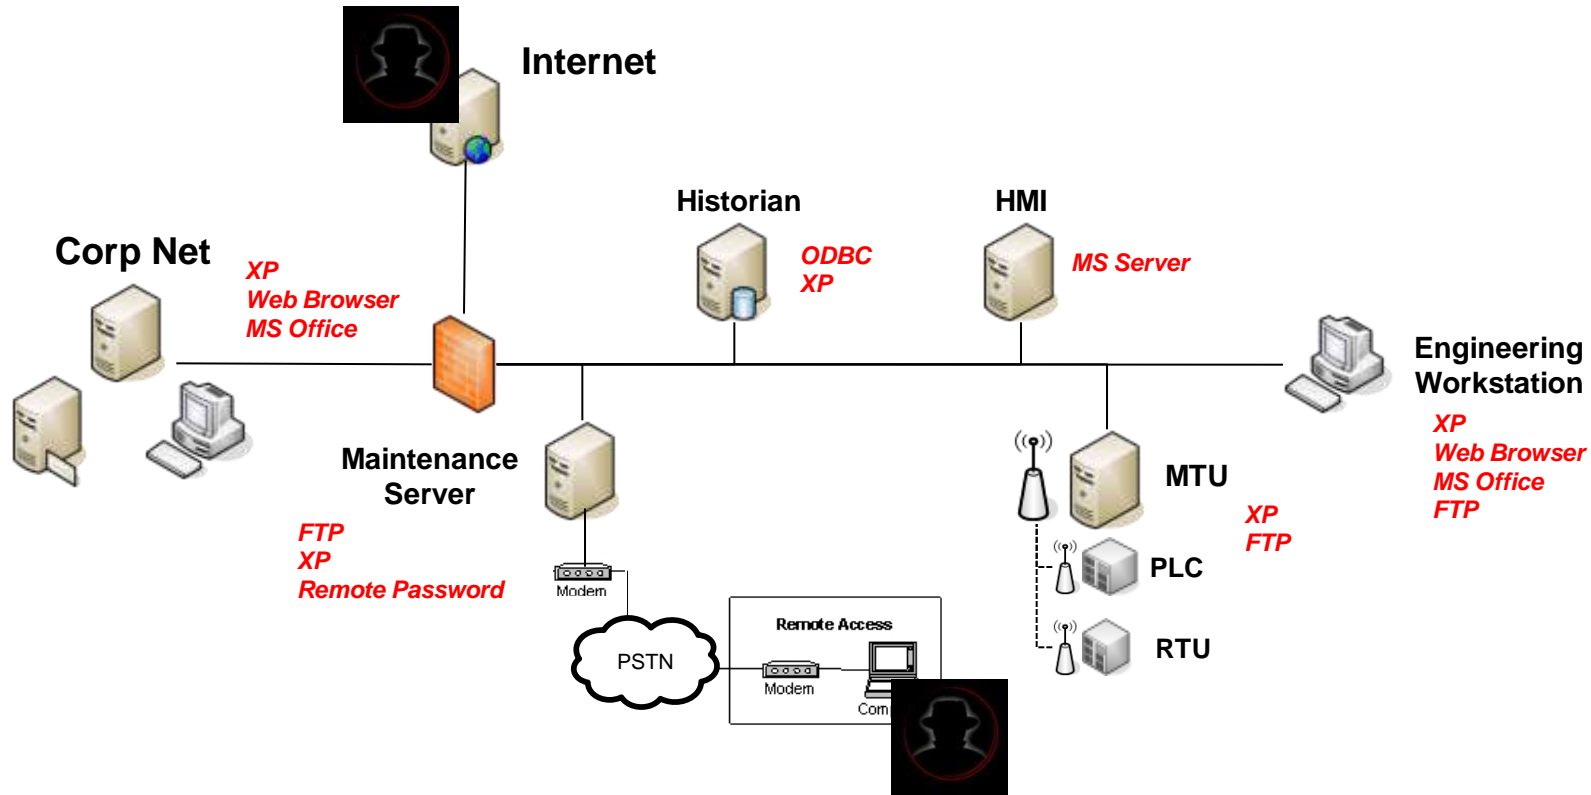 Internet
Corp Net
XP
Web Browser
MS Office
Historian
ODBC
XP
HMI
MS Server
Engineering
Workstation
XP
Web Browser
MS Office
FTP
Maintenance
Server
FTP
XP
Remote Password
Modem
PSTN
Remote Access
Modem
Comp
MTU
XP
FTP
PLC
RTU